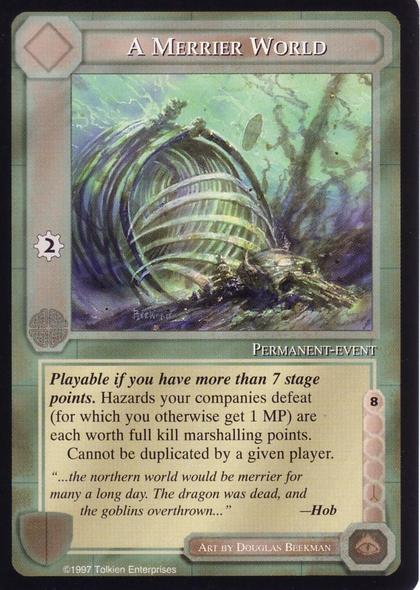 A Merrier World
2
Beekman
Permanent-event
Playable if you have more than 7 stage
points. Hazards your companies defeat
(for which you otherwise get 1 MP) are
each worth full kill marshalling points.
Cannot be duplicated by a given player.
8
“...the northern world would be merrier for
many a long day. The dragon was dead, and
the goblins overthrown...” —Hob
Art by Douglas Beekman
©1997 Tolkien Enterprises